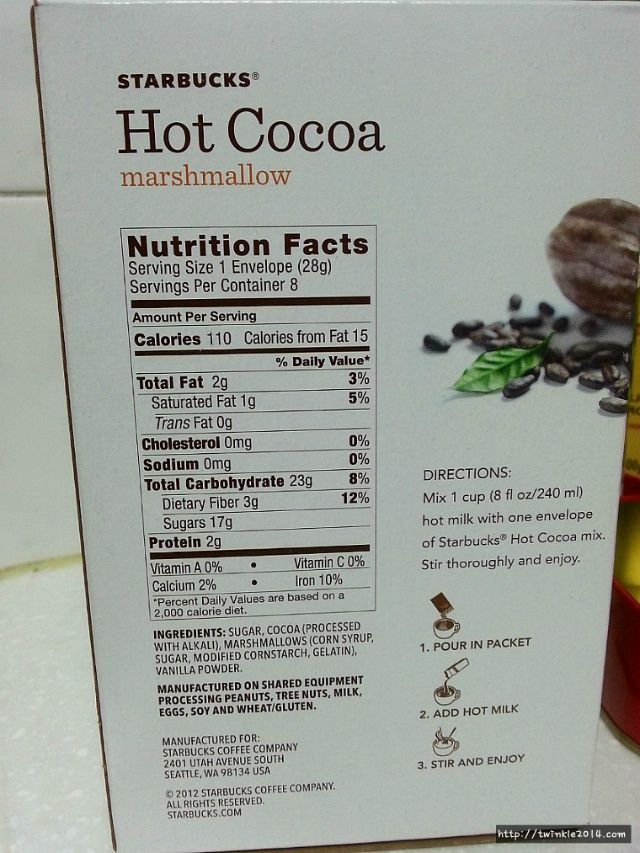 STARBUCKS®
Hot Cocoa
marshmallow
Nutrition Facts
Serving Size 1 Envelope (28g)
Servings Per Container 8
Amount Per Serving
Calories 110 Calories from Fat 15
% Daily Value*
Total Fat 2g 3%
Saturated Fat 1g 5%
Trans Fat 0g
Cholesterol 0mg 0%
Sodium 0mg 0%
Total Carbohydrate 23g 8%
Dietary Fiber 3g 12%
Sugars 17g
Protein 2g
Vitamin A 0% • Vitamin C 0%
Calcium 2% • Iron 10%
*Percent Daily Values are based on a
2,000 calorie diet.
INGREDIENTS: SUGAR, COCOA (PROCESSED
WITH ALKALI), MARSHMALLOWS (CORN SYRUP,
SUGAR, MODIFIED CORNSTARCH, GELATIN),
VANILLA POWDER.
MANUFACTURED ON SHARED EQUIPMENT
PROCESSING PEANUTS, TREE NUTS, MILK,
EGGS, SOY AND WHEAT/GLUTEN.
MANUFACTURED FOR:
STARBUCKS COFFEE COMPANY
2401 UTAH AVENUE SOUTH
SEATTLE, WA 98134 USA
© 2012 STARBUCKS COFFEE COMPANY.
ALL RIGHTS RESERVED.
STARBUCKS.COM
DIRECTIONS:
Mix 1 cup (8 fl oz/240 ml)
hot milk with one envelope
of Starbucks® Hot Cocoa mix.
Stir thoroughly and enjoy.
1. POUR IN PACKET
2. ADD HOT MILK
3. STIR AND ENJOY
http://twinkle2014.com